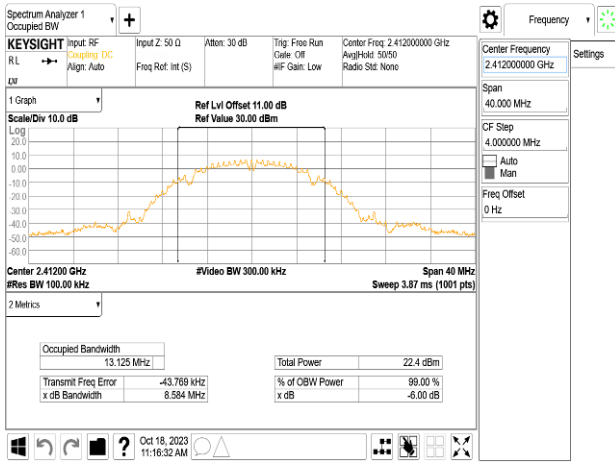 Spectrum Analyzer 1
Occupied BW
Frequency
KEYSIGHT
RL
Input: RF
Coupling: DC
Align: Auto
Input Z: 50 Ω
Freq Ref: Int (S)
Atten: 30 dB
Trig: Free Run
Gate: Off
#IF Gain: Low
Center Freq: 2.412000000 GHz
Avg|Hold: 50/50
Radio Std: None
Center Frequency
2.412000000 GHz
Settings
Span
40.000 MHz
CF Step
4.000000 MHz
Auto
Man
Freq Offset
0 Hz
1 Graph
Scale/Div 10.0 dB
Ref Lvl Offset 11.00 dB
Ref Value 30.00 dBm
Log
20.0
10.0
0.00
-10.0
-20.0
-30.0
-40.0
-50.0
-60.0
Center 2.41200 GHz
#Video BW 300.00 kHz
Span 40 MHz
#Res BW 100.00 kHz
Sweep 3.87 ms (1001 pts)
2 Metrics
Occupied Bandwidth
13.125 MHz
Total Power 22.4 dBm
Transmit Freq Error -43.769 kHz
% of OBW Power 99.00 %
x dB Bandwidth 8.584 MHz
x dB -6.00 dB
?
Oct 18, 2023
11:16:32 AM